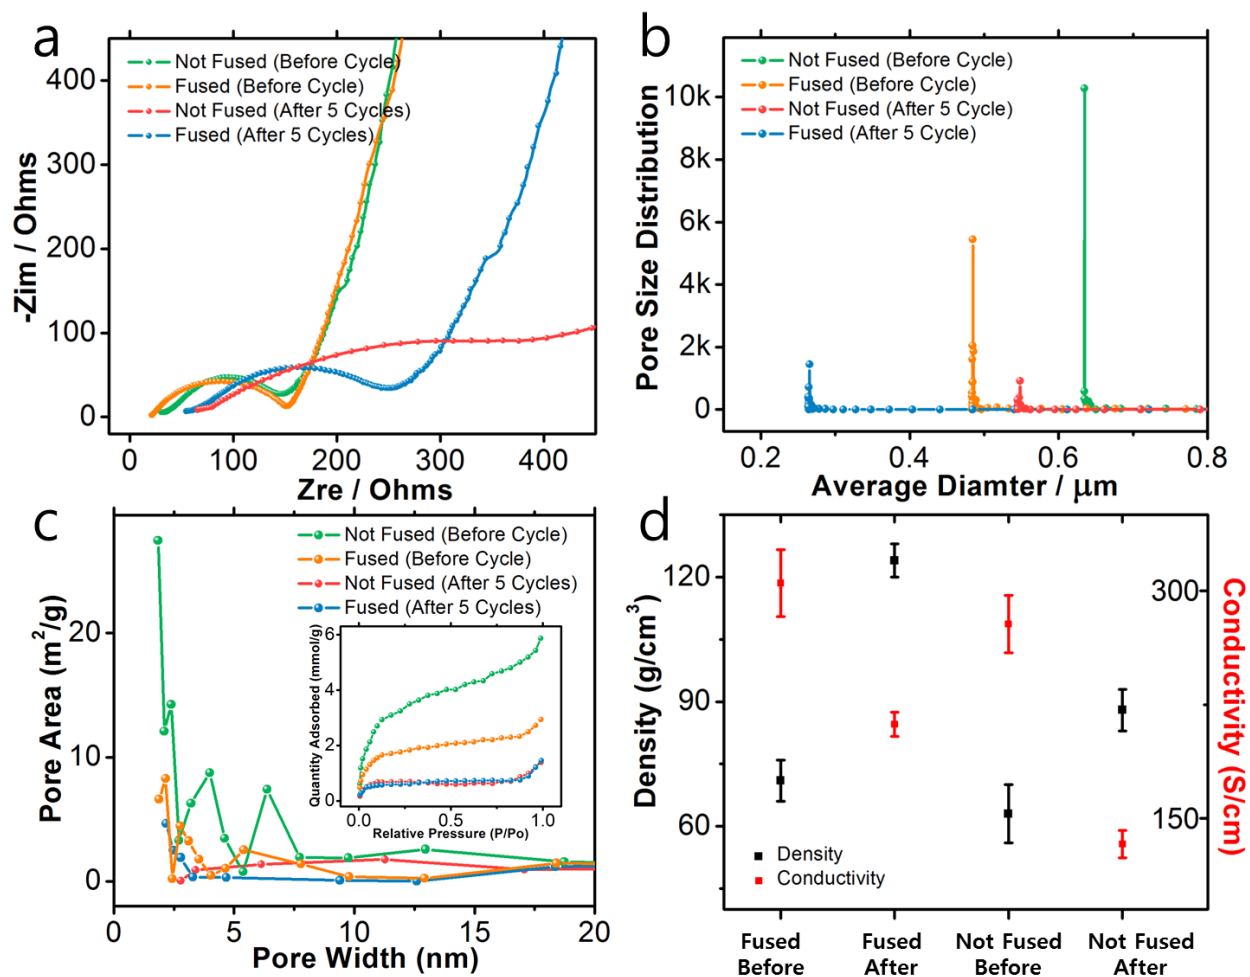 a
Not Fused (Before Cycle)
Fused (Before Cycle)
Not Fused (After 5 Cycles)
Fused (After 5 Cycles)
400
300
200
100
0
-Zim / Ohms
0 100 200 300 400
Zre / Ohms
b
Not Fused (Before Cycle)
Fused (Before Cycle)
Not Fused (After 5 Cycle)
Fused (After 5 Cycle)
10k
8k
6k
4k
2k
0
Pore Size Distribution
0.2 0.4 0.6 0.8
Average Diamter / μm
c
Not Fused (Before Cycle)
Fused (Before Cycle)
Not Fused (After 5 Cycles)
Fused (After 5 Cycles)
20
10
0
Pore Area (m²/g)
0 5 10 15 20
Pore Width (nm)
6
4
2
0
Quantity Adsorbed (mmol/g)
0.0 0.5 1.0
Relative Pressure (P/Po)
d
120
90
60
Density (g/cm³)
300
150
Conductivity (S/cm)
Density
Conductivity
Fused Before
Fused After
Not Fused Before
Not Fused After